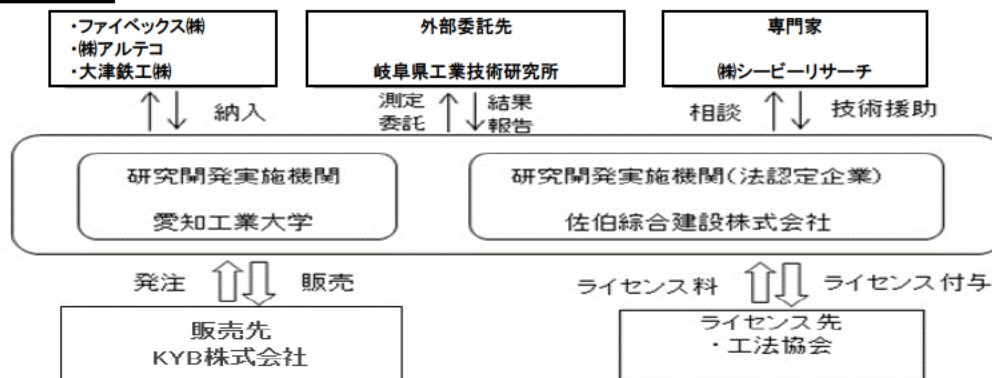 ・ファイベックス㈱
・㈱アルテコ
・大津鉄工㈱
外部委託先
岐阜県工業技術研究所
専門家
㈱シービーリサーチ
納入
測定
委託
結果
報告
相談
技術援助
研究開発実施機関
愛知工業大学
研究開発実施機関(法認定企業)
佐伯綜合建設株式会社
発注
販売
ライセンス料
ライセンス付与
販売先
KYB株式会社
ライセンス先
・工法協会